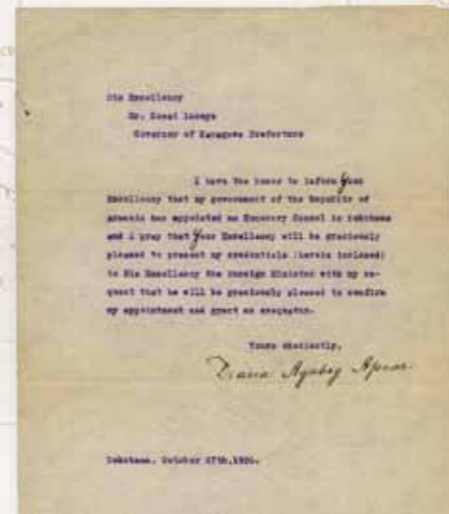 His Excellency
Mr. Kosai Inouye
Governor of Kanagawa Prefecture
I have the honor to inform Your
Excellency that my government of the Republic of
Armenia has appointed me Honorary Consul in Yokohama
and I pray that Your Excellency will be graciously
pleased to present my credentials (herein inclosed)
to His Excellency the Foreign Minister with my re-
quest that he will be graciously pleased to confirm
my appointment and grant an exequatur.
Yours obediently,
Diana Agabeg Apcar.
Yokohama, October 27th, 1920.